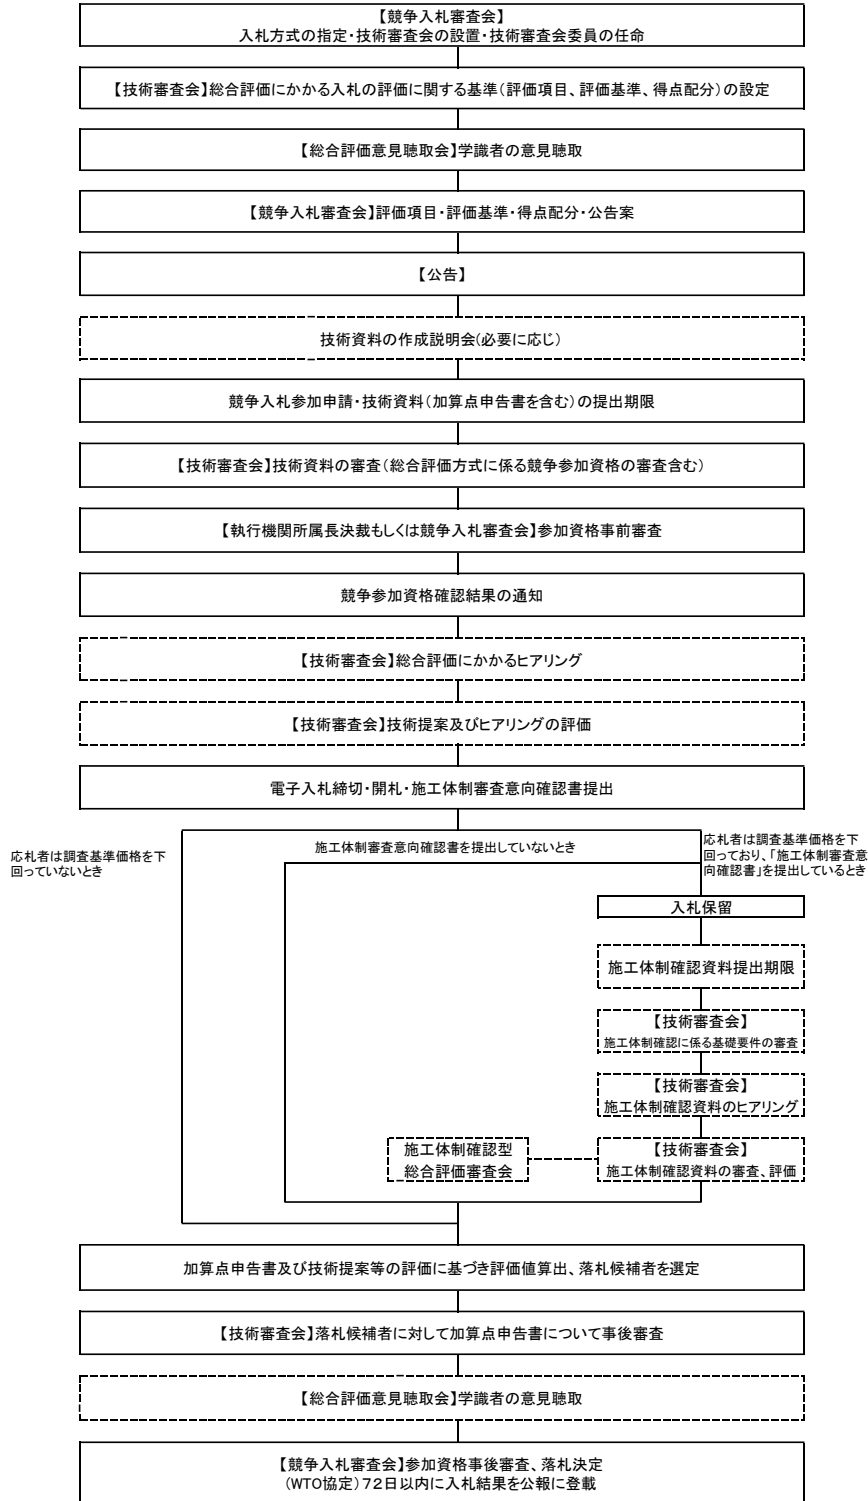 【競争入札審査会】
入札方式の指定・技術審査会の設置・技術審査会委員の任命
【技術審査会】総合評価にかかる入札の評価に関する基準(評価項目、評価基準、得点配分)の設定
【総合評価意見聴取会】学識者の意見聴取
【競争入札審査会】評価項目・評価基準・得点配分・公告案
【公告】
技術資料の作成説明会(必要に応じ)
競争入札参加申請・技術資料(加算点申告書を含む)の提出期限
【技術審査会】技術資料の審査(総合評価方式に係る競争参加資格の審査含む)
【執行機関所属長決裁もしくは競争入札審査会】参加資格事前審査
競争参加資格確認結果の通知
【技術審査会】総合評価にかかるヒアリング
【技術審査会】技術提案及びヒアリングの評価
電子入札締切・開札・施工体制審査意向確認書提出
応札者は調査基準価格を下
回っていないとき
施工体制審査意向確認書を提出していないとき
応札者は調査基準価格を下
回っており、「施工体制審査意
向確認書」を提出しているとき
入札保留
施工体制確認資料提出期限
【技術審査会】
施工体制確認に係る基礎要件の審査
【技術審査会】
施工体制確認資料のヒアリング
施工体制確認型
総合評価審査会
【技術審査会】
施工体制確認資料の審査、評価
加算点申告書及び技術提案等の評価に基づき評価値算出、落札候補者を選定
【技術審査会】落札候補者に対して加算点申告書について事後審査
【総合評価意見聴取会】学識者の意見聴取
【競争入札審査会】参加資格事後審査、落札決定
(WTO協定)72日以内に入札結果を公報に登載